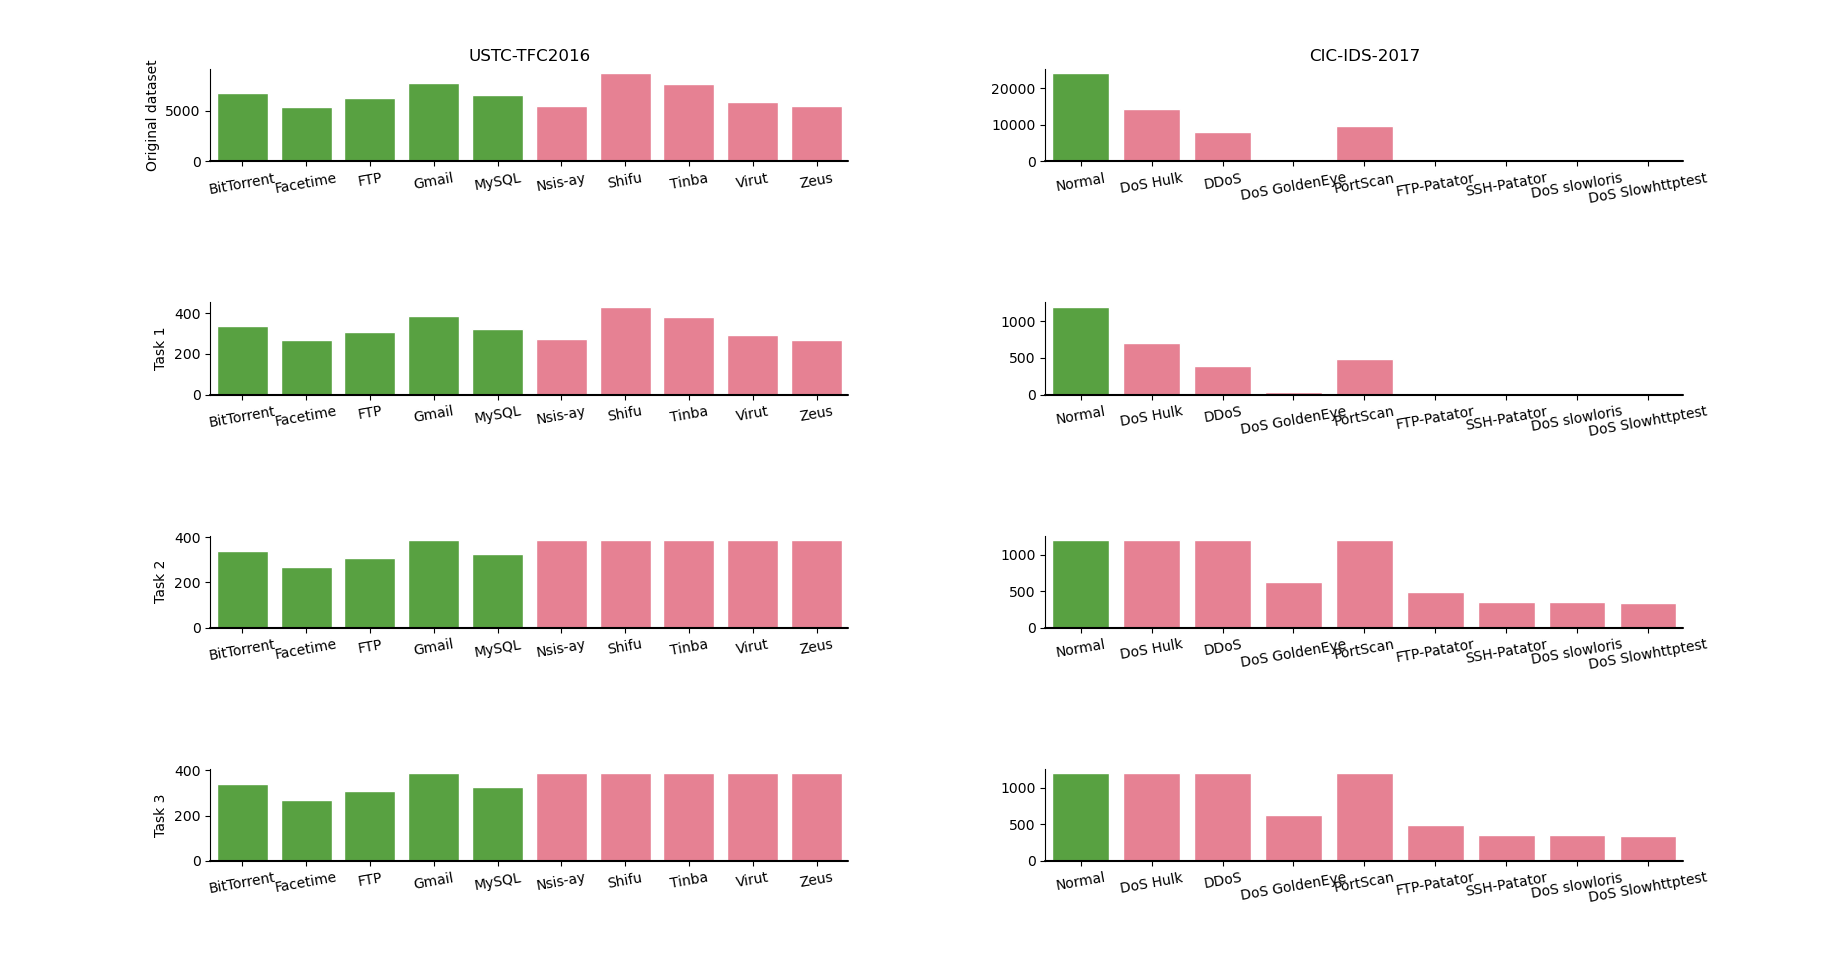 USTC-TFC2016
Original dataset
5000
0
BitTorrent Facetime FTP Gmail MySQL Nsis-ay Shifu Tinba Virut Zeus
CIC-IDS-2017
20000
10000
0
Normal DoS Hulk DDoS DoS GoldenEye PortScan FTP-Patator SSH-Patator DoS slowloris DoS Slowhttptest
Task 1
400
200
0
BitTorrent Facetime FTP Gmail MySQL Nsis-ay Shifu Tinba Virut Zeus
1000
500
0
Normal DoS Hulk DDoS DoS GoldenEye PortScan FTP-Patator SSH-Patator DoS slowloris DoS Slowhttptest
Task 2
400
200
0
BitTorrent Facetime FTP Gmail MySQL Nsis-ay Shifu Tinba Virut Zeus
1000
500
0
Normal DoS Hulk DDoS DoS GoldenEye PortScan FTP-Patator SSH-Patator DoS slowloris DoS Slowhttptest
Task 3
400
200
0
BitTorrent Facetime FTP Gmail MySQL Nsis-ay Shifu Tinba Virut Zeus
1000
500
0
Normal DoS Hulk DDoS DoS GoldenEye PortScan FTP-Patator SSH-Patator DoS slowloris DoS Slowhttptest